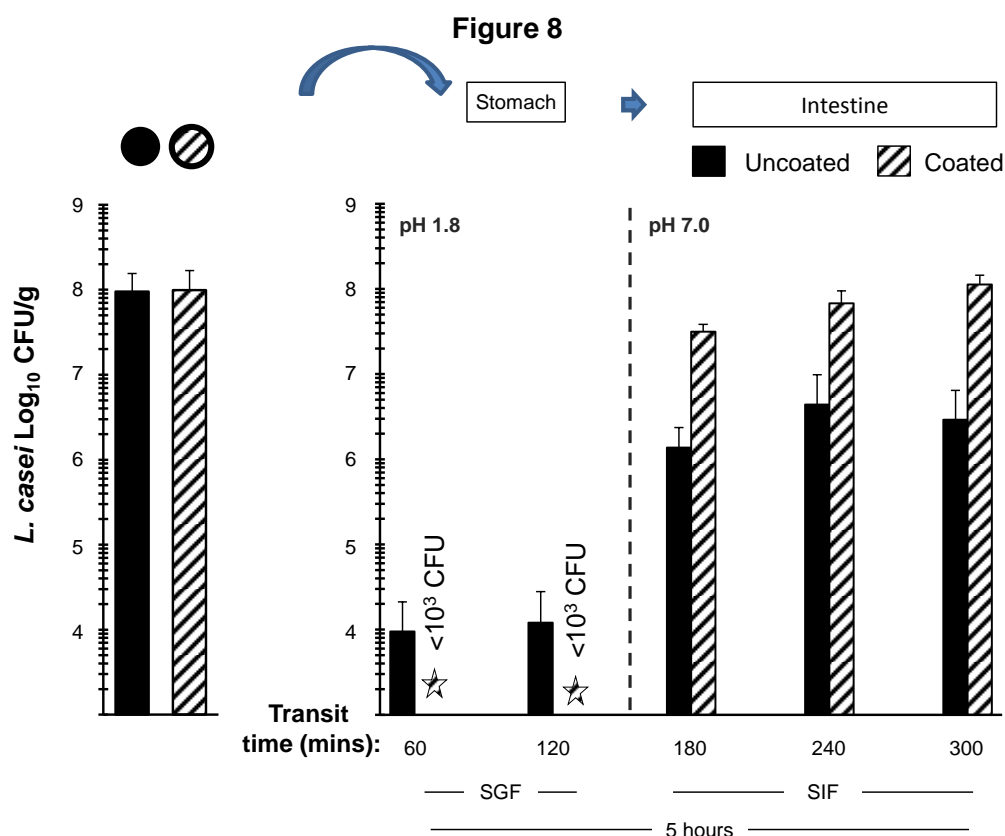 Figure 8
Stomach
Intestine
Uncoated
Coated
L. casei Log₁₀ CFU/g
9
8
7
6
5
4
9
8
7
6
5
4
pH 1.8
pH 7.0
<10³ CFU
<10³ CFU
Transit
time (mins):
60
120
180
240
300
SGF
SIF
5 hours